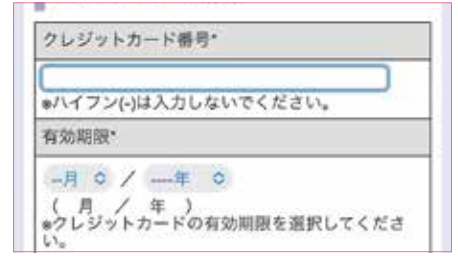 クレジットカード番号*
※ハイフン(-)は入力しないでください。
有効期限*
--月 / ----年
( 月 / 年 )
※クレジットカードの有効期限を選択してくださ
い。